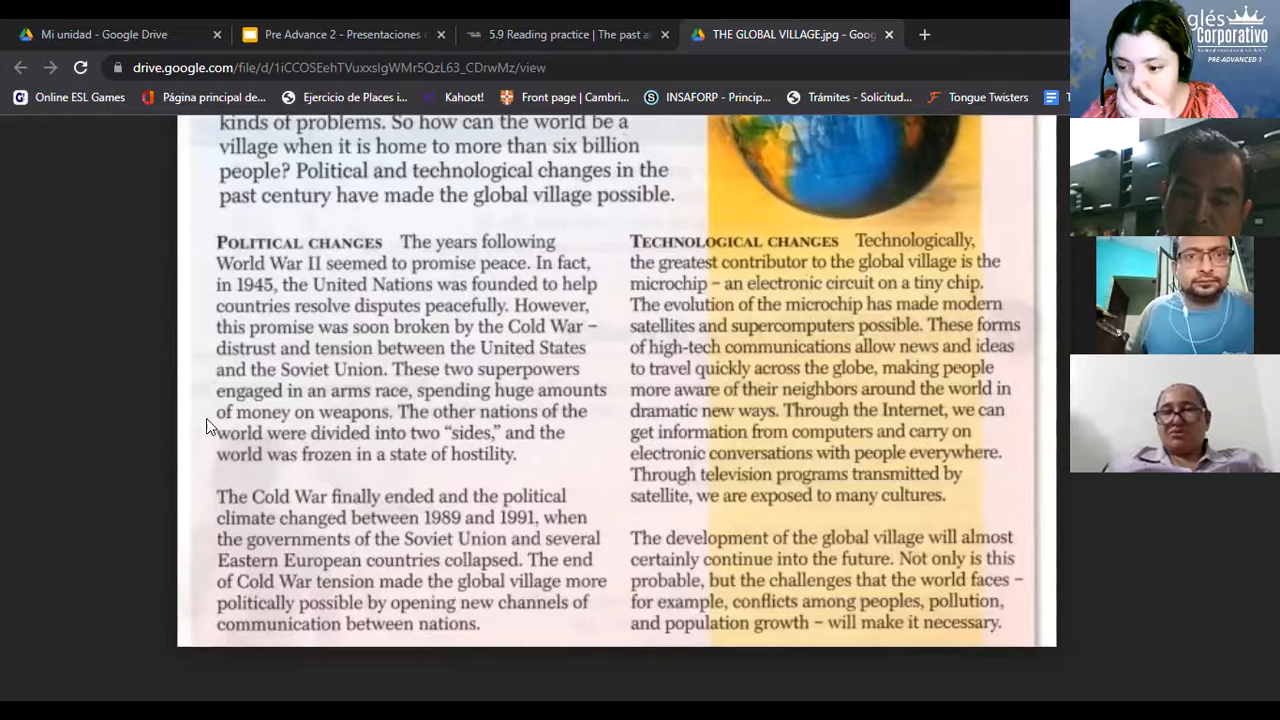 Mi unidad - Google Drive
Pre Advance 2 - Presentaciones
5.9 Reading practice | The past a
THE GLOBAL VILLAGE.jpg - Goog
drive.google.com/file/d/1iCCOSEehTVuxxsIgWMr5QzL63_CDrwMz/view
Online ESL Games
Página principal de...
Ejercicio de Places i...
Kahoot!
Front page | Cambri...
INSAFORP - Princip...
Trámites - Solicitud...
Tongue Twisters
glés
Corporativo
PRE-ADVANCED 1
kinds of problems. So how can the world be a
village when it is home to more than six billion
people? Political and technological changes in the
past century have made the global village possible.
POLITICAL CHANGES The years following
World War II seemed to promise peace. In fact,
in 1945, the United Nations was founded to help
countries resolve disputes peacefully. However,
this promise was soon broken by the Cold War –
distrust and tension between the United States
and the Soviet Union. These two superpowers
engaged in an arms race, spending huge amounts
of money on weapons. The other nations of the
world were divided into two “sides,” and the
world was frozen in a state of hostility.
The Cold War finally ended and the political
climate changed between 1989 and 1991, when
the governments of the Soviet Union and several
Eastern European countries collapsed. The end
of Cold War tension made the global village more
politically possible by opening new channels of
communication between nations.
TECHNOLOGICAL CHANGES Technologically,
the greatest contributor to the global village is the
microchip – an electronic circuit on a tiny chip.
The evolution of the microchip has made modern
satellites and supercomputers possible. These forms
of high-tech communications allow news and ideas
to travel quickly across the globe, making people
more aware of their neighbors around the world in
dramatic new ways. Through the Internet, we can
get information from computers and carry on
electronic conversations with people everywhere.
Through television programs transmitted by
satellite, we are exposed to many cultures.
The development of the global village will almost
certainly continue into the future. Not only is this
probable, but the challenges that the world faces –
for example, conflicts among peoples, pollution,
and population growth – will make it necessary.